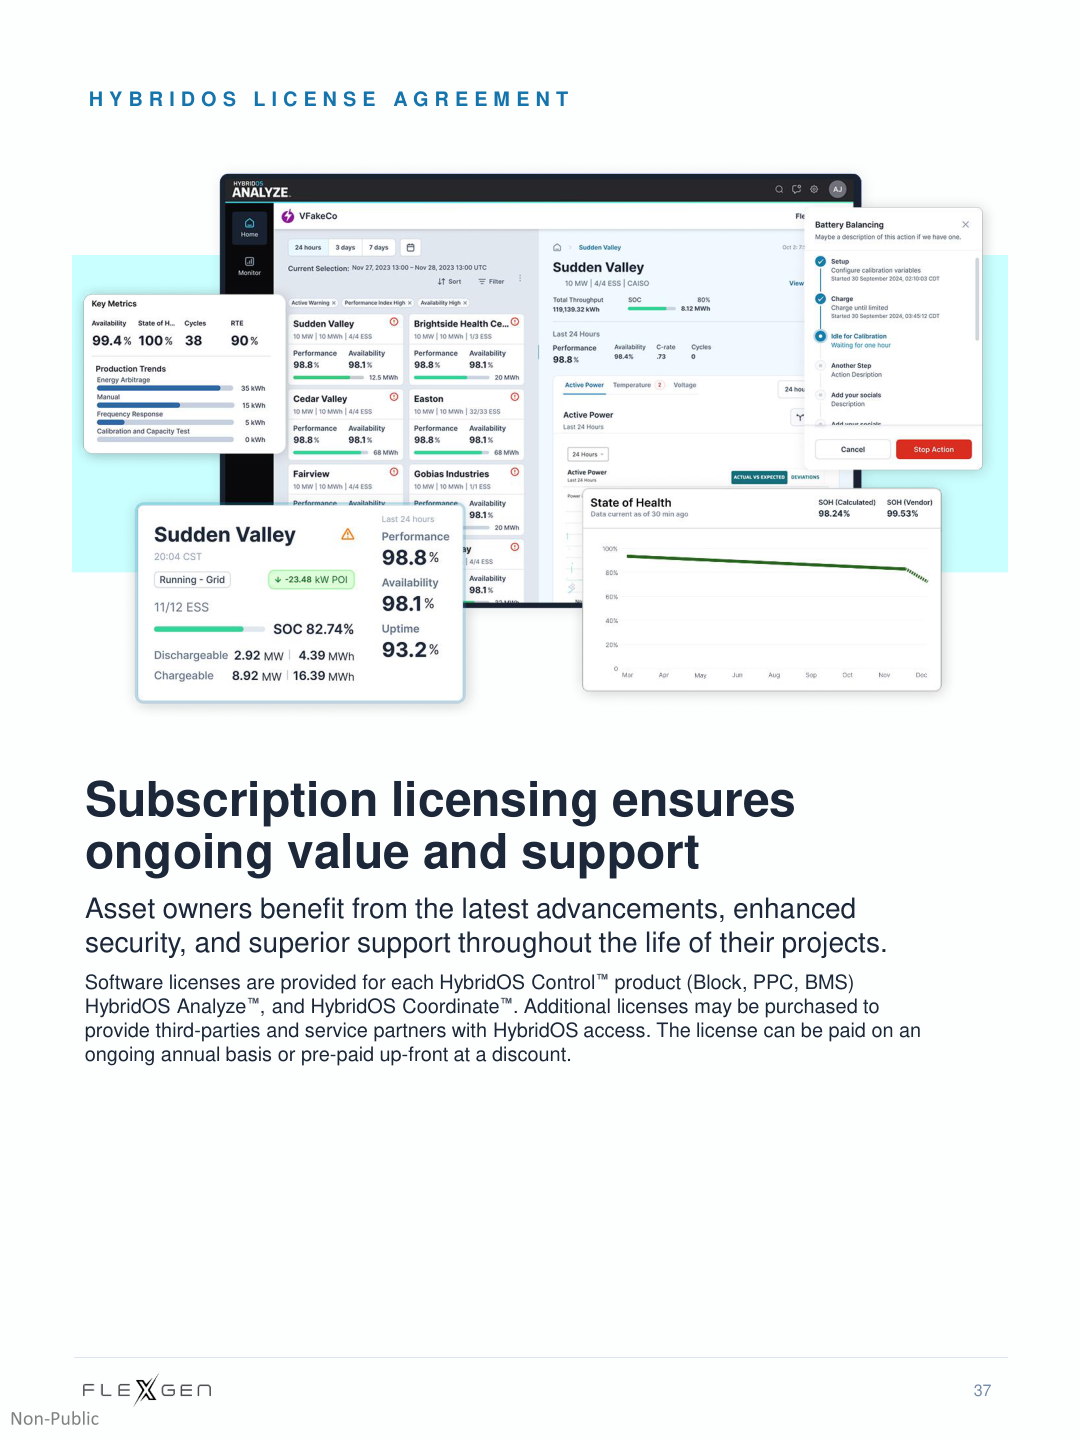 HYBRIDOS LICENSE AGREEMENT
HYBRIDOS
ANALYZE
AJ
Home
Monitor
VFakeCo
24 hours 3 days 7 days
Current Selection: Nov 27, 2023 13:00 – Nov 28, 2023 13:00 UTC
Sort Filter
Active Warning × Performance Index High × Availability High ×
Sudden Valley
10 MW | 10 MWh | 4/4 ESS
Performance Availability
98.8% 98.1%
12.5 MWh
Brightside Health Ce...
10 MW | 10 MWh | 1/3 ESS
Performance Availability
98.8% 98.1%
20 MWh
Cedar Valley
10 MW | 10 MWh | 4/4 ESS
Performance Availability
98.8% 98.1%
68 MWh
Easton
10 MW | 10 MWh | 32/33 ESS
Performance Availability
98.8% 98.1%
68 MWh
Fairview
10 MW | 10 MWh | 4/4 ESS
Performance Availability
Gobias Industries
10 MW | 10 MWh | 1/1 ESS
Performance Availability
98.1%
20 MWh
ay
4/4 ESS
Availability
98.1%
Fle
Sudden Valley
Oct 2: 7:
Sudden Valley
10 MW | 4/4 ESS | CAISO
View
Total Throughput SOC 80%
119,139.32 kWh 8.12 MWh
Last 24 Hours
Performance Availability C-rate Cycles
98.8% 98.4% .73 0
Active Power Temperature 2 Voltage
24 hou
Active Power
Last 24 Hours
24 Hours
Active Power
Last 24 Hours
ACTUAL VS EXPECTED DEVIATIONS
Power
No
Battery Balancing
Maybe a description of this action if we have one.
Setup
Configure calibration variables
Started 30 September 2024, 02:10:03 CDT
Charge
Charge until limited
Started 30 September 2024, 03:45:12 CDT
Idle for Calibration
Waiting for one hour
Another Step
Action Desription
Add your socials
Description
Add your socials
Cancel Stop Action
Key Metrics
Availability State of H... Cycles RTE
99.4% 100% 38 90%
Production Trends
Energy Arbitrage
35 kWh
Manual
15 kWh
Frequency Response
5 kWh
Calibration and Capacity Test
0 kWh
Sudden Valley
20:04 CST
Running - Grid
-23.48 kW POI
11/12 ESS
SOC 82.74%
Dischargeable 2.92 MW | 4.39 MWh
Chargeable 8.92 MW | 16.39 MWh
Last 24 hours
Performance
98.8%
Availability
98.1%
Uptime
93.2%
State of Health
Data current as of 30 min ago
SOH (Calculated) SOH (Vendor)
98.24% 99.53%
100%
80%
60%
40%
20%
0
Mar Apr May Jun Aug Sep Oct Nov Dec
Subscription licensing ensures
ongoing value and support
Asset owners benefit from the latest advancements, enhanced
security, and superior support throughout the life of their projects.
Software licenses are provided for each HybridOS Control™ product (Block, PPC, BMS)
HybridOS Analyze™, and HybridOS Coordinate™. Additional licenses may be purchased to
provide third-parties and service partners with HybridOS access. The license can be paid on an
ongoing annual basis or pre-paid up-front at a discount.
FLEXGEN
37
Non-Public